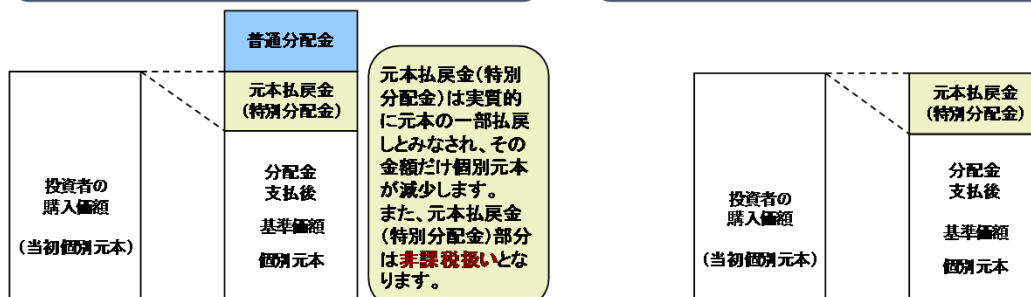 普通分配金
元本払戻金
(特別分配金)
分配金
支払後
基準価額
個別元本
投資者の
購入価額
(当初個別元本)
元本払戻金(特別
分配金)は実質的
に元本の一部払戻
しとみなされ、その
金額だけ個別元本
が減少します。
また、元本払戻金
(特別分配金)部分
は非課税扱いとな
ります。
投資者の
購入価額
(当初個別元本)
元本払戻金
(特別分配金)
分配金
支払後
基準価額
個別元本